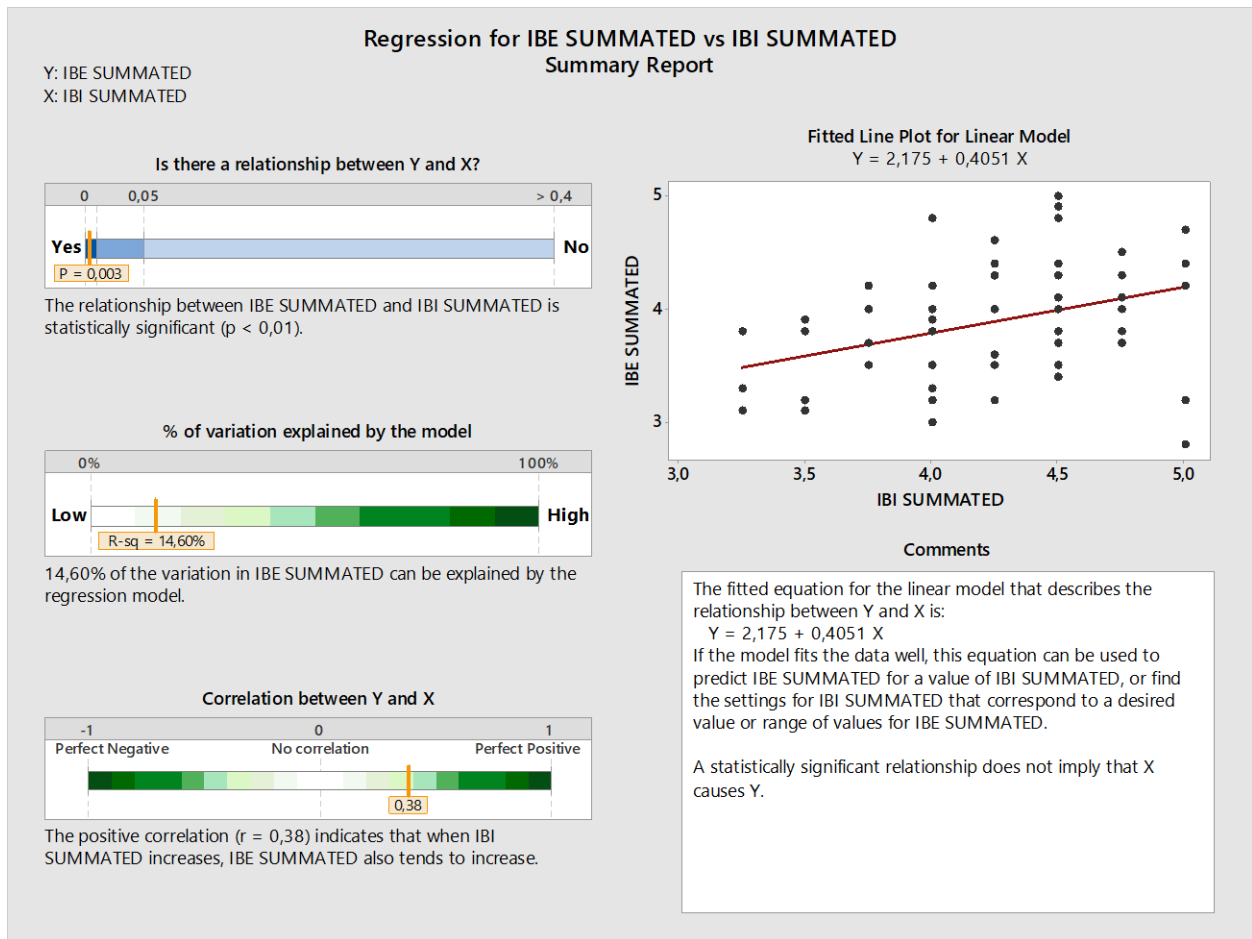 Regression for IBE SUMMATED vs IBI SUMMATED
Summary Report
Y: IBE SUMMATED
X: IBI SUMMATED
Is there a relationship between Y and X?
0 0,05 > 0,4
Yes No
P = 0,003
The relationship between IBE SUMMATED and IBI SUMMATED is
statistically significant (p < 0,01).
% of variation explained by the model
0% 100%
Low High
R-sq = 14,60%
14,60% of the variation in IBE SUMMATED can be explained by the
regression model.
Correlation between Y and X
-1 0 1
Perfect Negative No correlation Perfect Positive
0,38
The positive correlation (r = 0,38) indicates that when IBI
SUMMATED increases, IBE SUMMATED also tends to increase.
Fitted Line Plot for Linear Model
Y = 2,175 + 0,4051 X
5
4
3
IBE SUMMATED
3,0 3,5 4,0 4,5 5,0
IBI SUMMATED
Comments
The fitted equation for the linear model that describes the
relationship between Y and X is:
Y = 2,175 + 0,4051 X
If the model fits the data well, this equation can be used to
predict IBE SUMMATED for a value of IBI SUMMATED, or find
the settings for IBI SUMMATED that correspond to a desired
value or range of values for IBE SUMMATED.
A statistically significant relationship does not imply that X
causes Y.